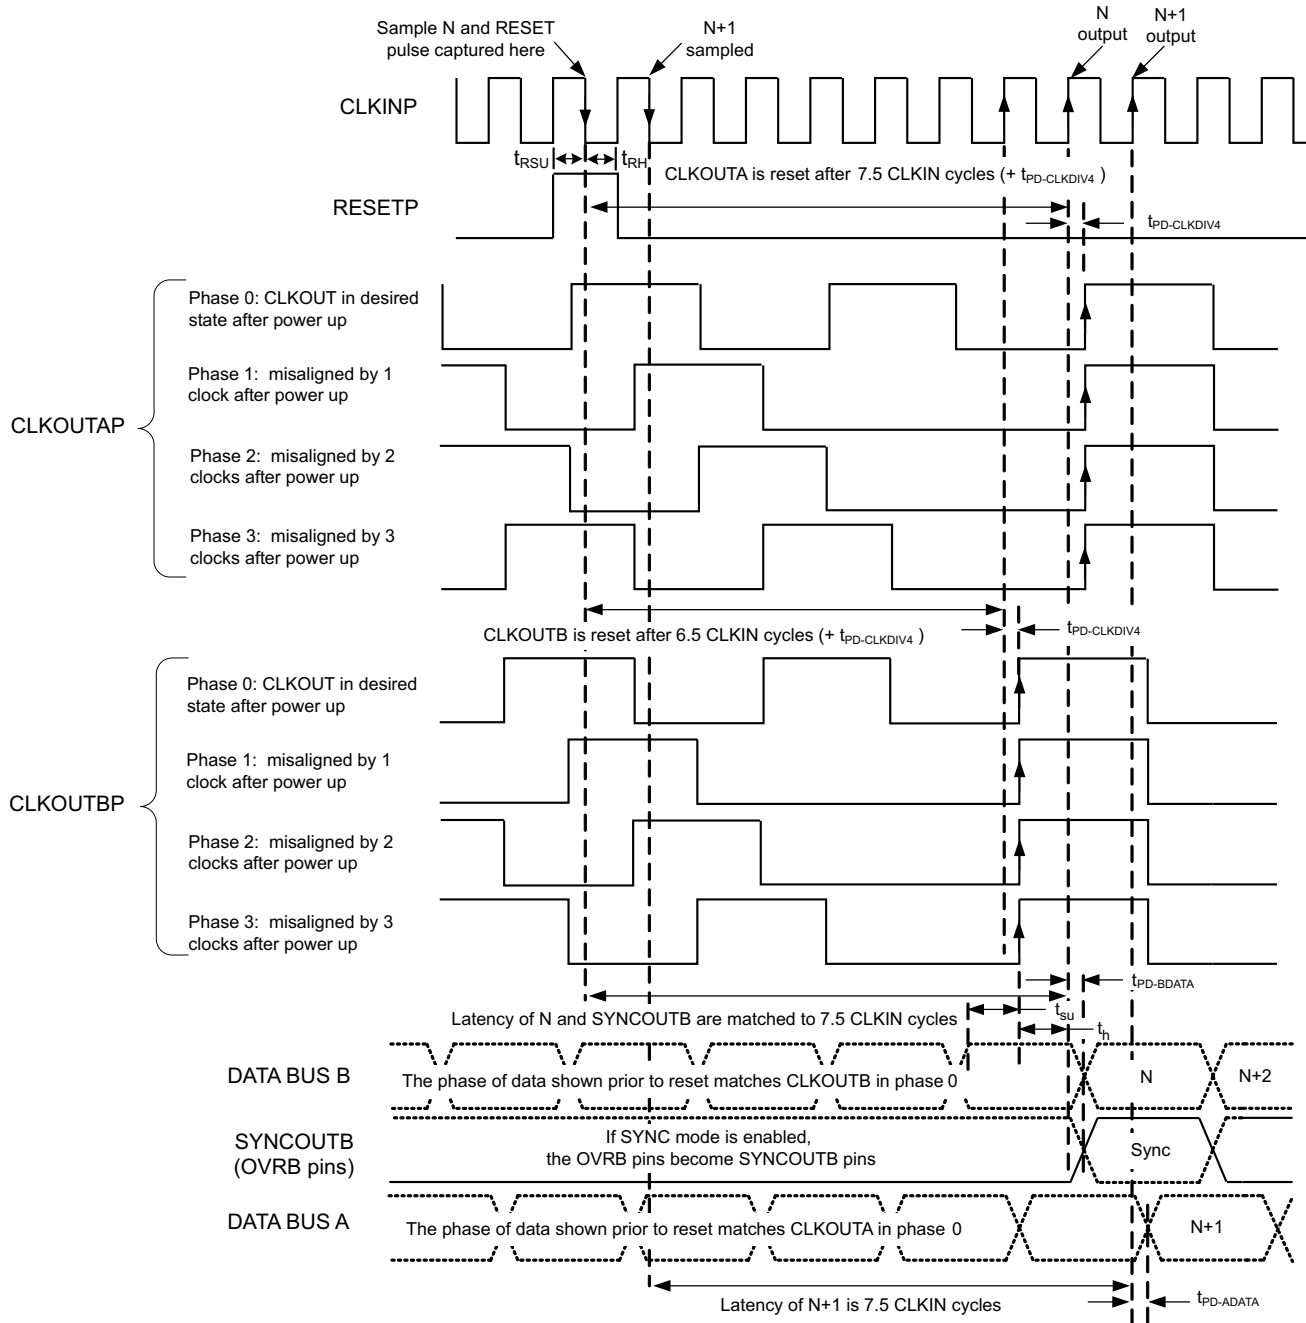 Sample N and RESET
pulse captured here
N+1
sampled
N
output
N+1
output
CLKINP
tRSU
tRH
CLKOUTA is reset after 7.5 CLKIN cycles (+ tPD-CLKDIV4 )
RESETP
tPD-CLKDIV4
Phase 0: CLKOUT in desired
state after power up
Phase 1: misaligned by 1
clock after power up
CLKOUTAP
Phase 2: misaligned by 2
clocks after power up
Phase 3: misaligned by 3
clocks after power up
CLKOUTB is reset after 6.5 CLKIN cycles (+ tPD-CLKDIV4 )
tPD-CLKDIV4
Phase 0: CLKOUT in desired
state after power up
Phase 1: misaligned by 1
clock after power up
CLKOUTBP
Phase 2: misaligned by 2
clocks after power up
Phase 3: misaligned by 3
clocks after power up
tPD-BDATA
Latency of N and SYNCOUTB are matched to 7.5 CLKIN cycles
tsu
th
DATA BUS B
The phase of data shown prior to reset matches CLKOUTB in phase 0
N
N+2
SYNCOUTB
(OVRB pins)
If SYNC mode is enabled,
the OVRB pins become SYNCOUTB pins
Sync
DATA BUS A
The phase of data shown prior to reset matches CLKOUTA in phase 0
N+1
Latency of N+1 is 7.5 CLKIN cycles
tPD-ADATA